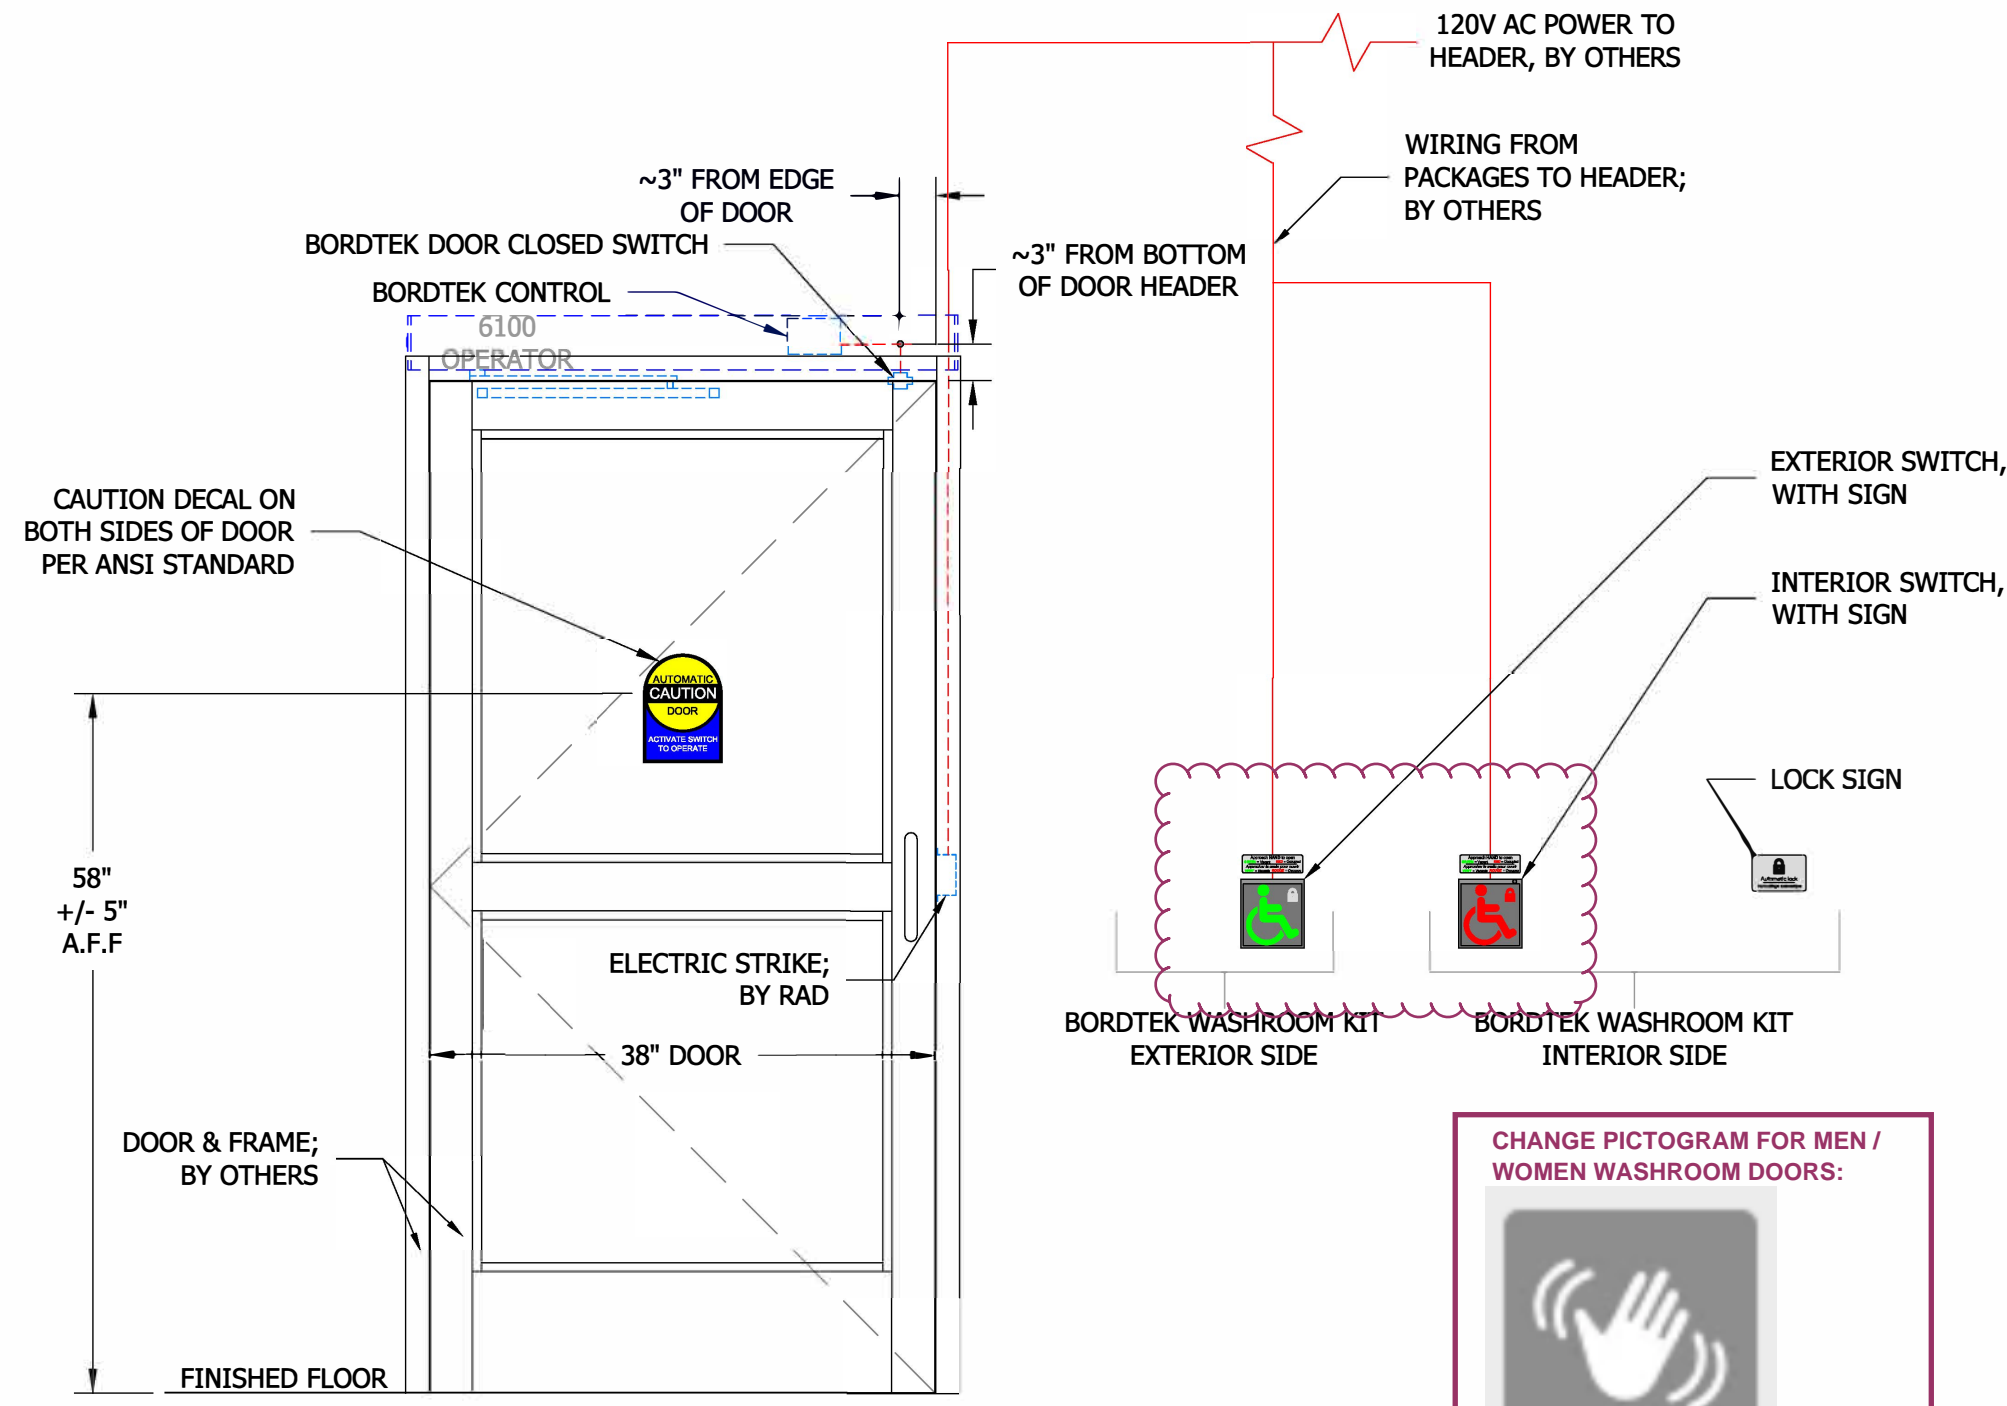 120V AC POWER TO
HEADER, BY OTHERS
WIRING FROM
PACKAGES TO HEADER;
BY OTHERS
~3" FROM EDGE
OF DOOR
BORDTEK DOOR CLOSED SWITCH
~3" FROM BOTTOM
OF DOOR HEADER
BORDTEK CONTROL
6100
OPERATOR
EXTERIOR SWITCH,
WITH SIGN
CAUTION DECAL ON
BOTH SIDES OF DOOR
PER ANSI STANDARD
INTERIOR SWITCH,
WITH SIGN
AUTOMATIC
CAUTION
DOOR
ACTIVATE SWITCH
TO OPERATE
LOCK SIGN
Automatic lock
58"
+/- 5"
A.F.F
ELECTRIC STRIKE;
BY RAD
BORDTEK WASHROOM KIT
EXTERIOR SIDE
BORDTEK WASHROOM KIT
INTERIOR SIDE
38" DOOR
DOOR & FRAME;
BY OTHERS
CHANGE PICTOGRAM FOR MEN /
WOMEN WASHROOM DOORS:
FINISHED FLOOR